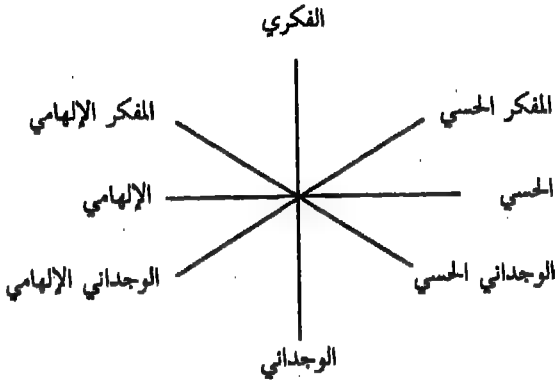 الفكري
المفكر الحسي
المفكر الإلهامي
الحسي
الإلهامي
الوجداني الحسي
الوجداني الإلهامي
الوجداني